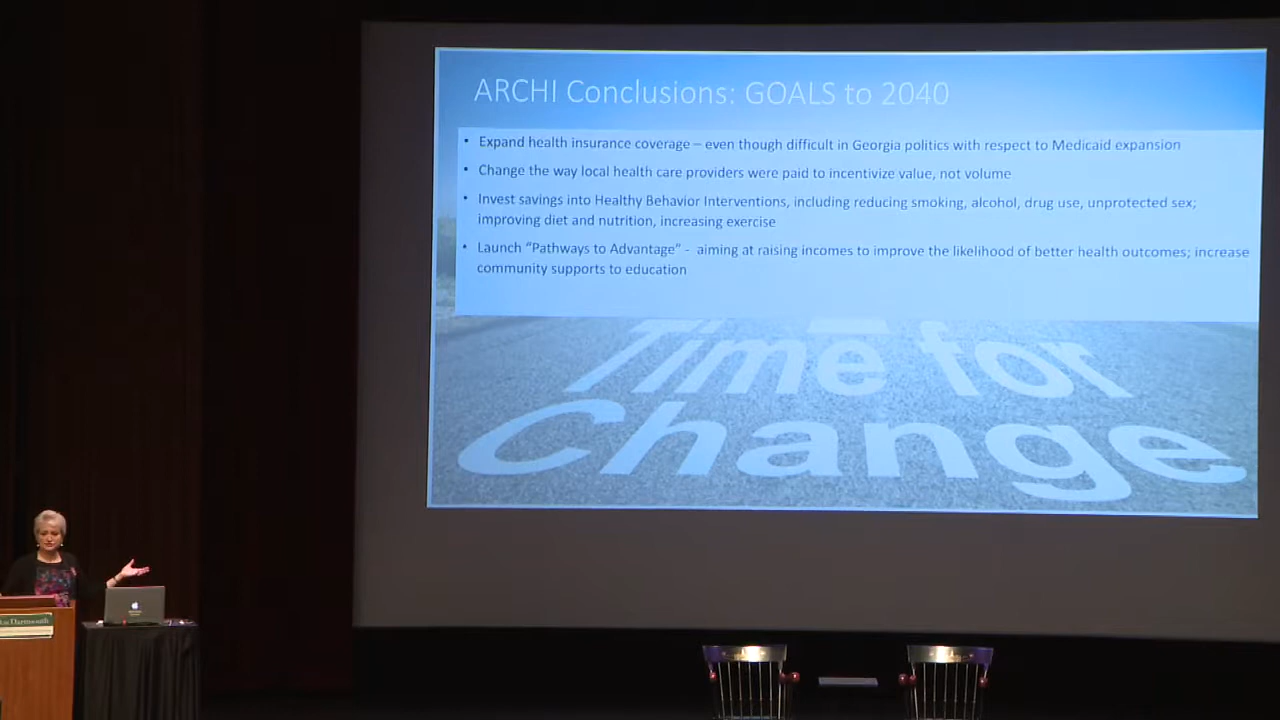 ARCHI Conclusions: GOALS to 2040
• Expand health insurance coverage – even though difficult in Georgia politics with respect to Medicaid expansion
• Change the way local health care providers were paid to incentivize value, not volume
• Invest savings into Healthy Behavior Interventions, including reducing smoking, alcohol, drug use, unprotected sex;
improving diet and nutrition, increasing exercise
• Launch “Pathways to Advantage” - aiming at raising incomes to improve the likelihood of better health outcomes; increase
community supports to education
Time for
Change
Dartmouth